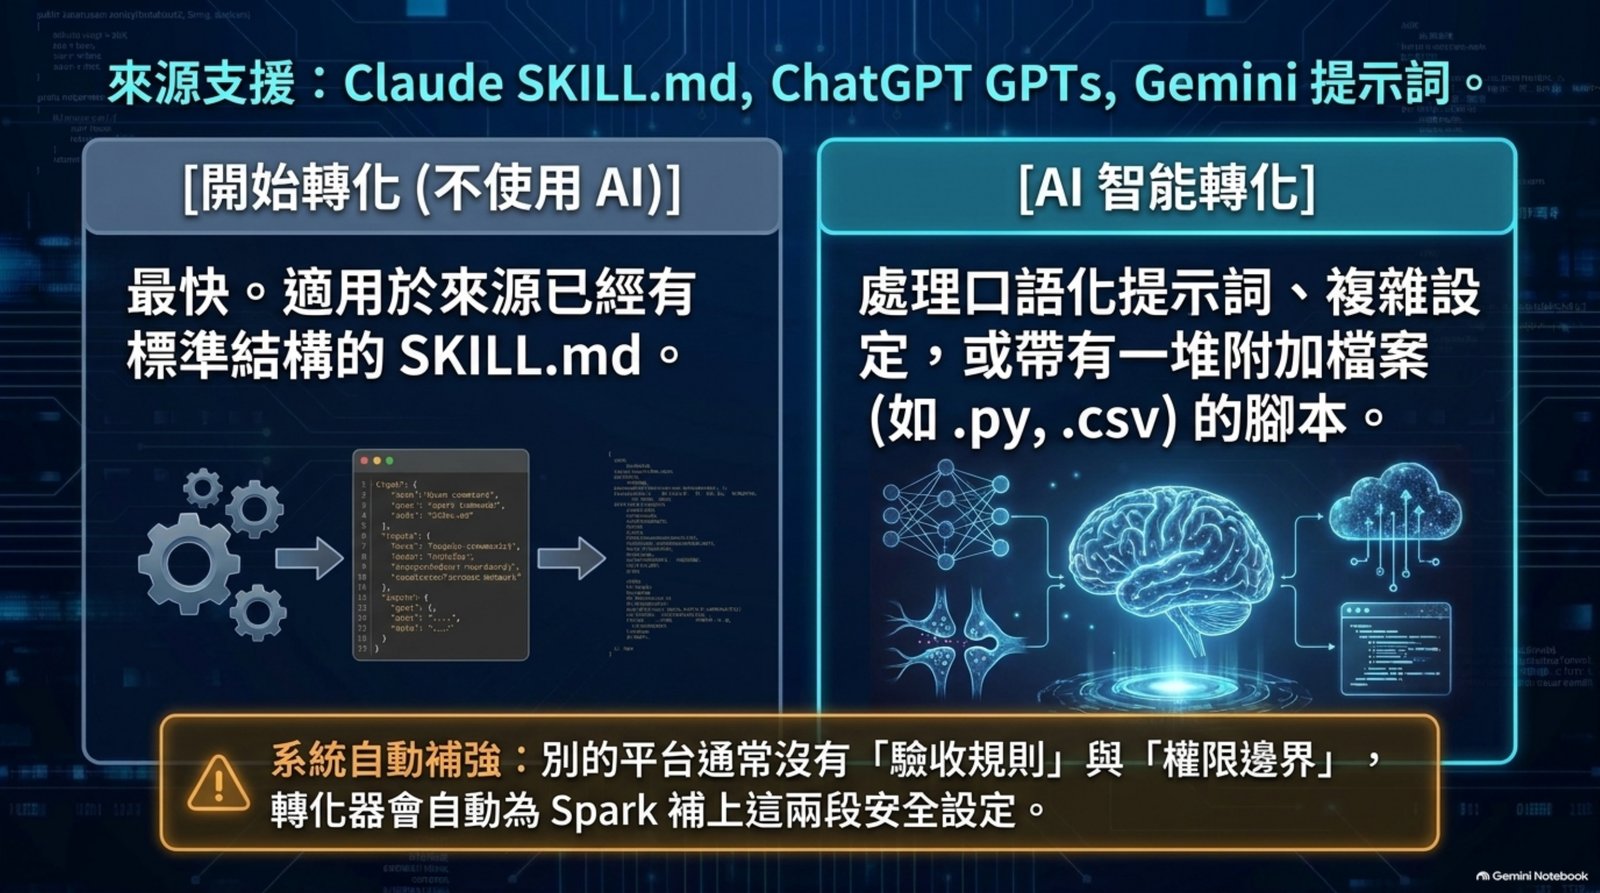 來源支援：Claude SKILL.md, ChatGPT GPTs, Gemini 提示詞。
[開始轉化 (不使用 AI)]
最快。適用於來源已經有
標準結構的 SKILL.md。
[AI 智能轉化]
處理口語化提示詞、複雜設
定，或帶有一堆附加檔案
(如 .py, .csv) 的腳本。
系統自動補強：別的平台通常沒有「驗收規則」與「權限邊界」，
轉化器會自動為 Spark 補上這兩段安全設定。
Gemini Notebook